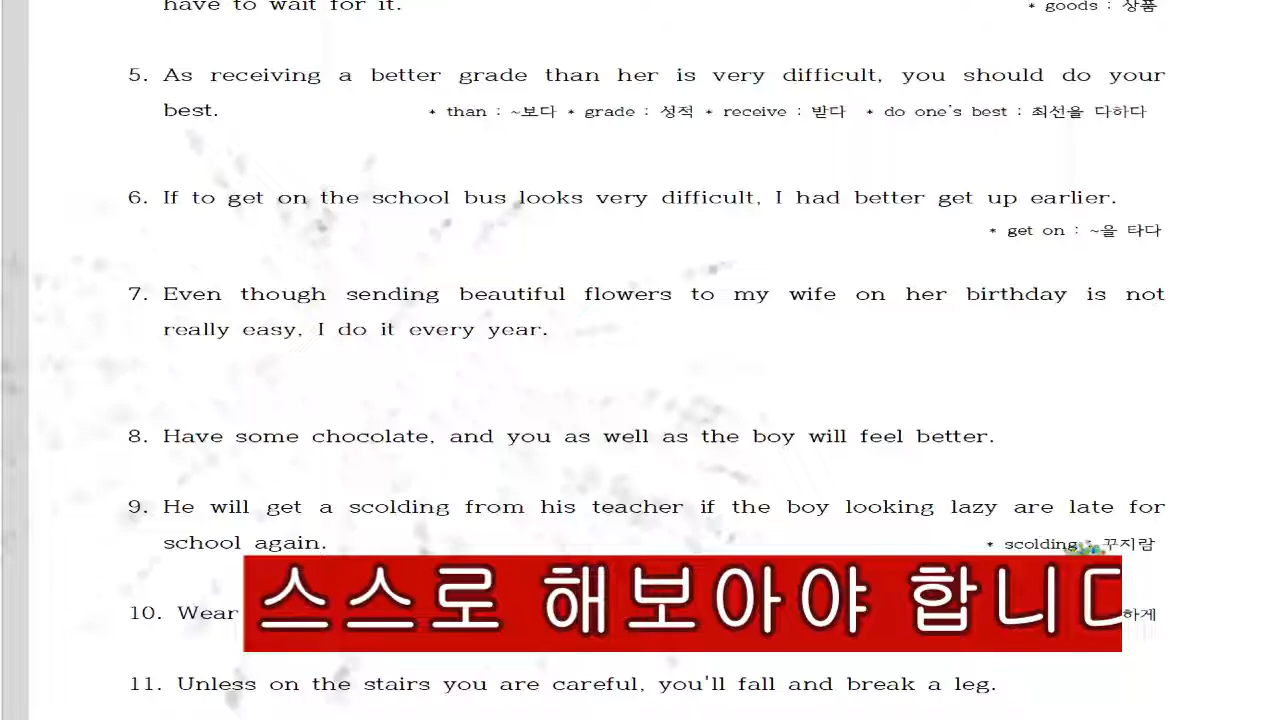 have to wait for it.
* goods : 상품
5. As receiving a better grade than her is very difficult, you should do your
best.
* than : ~보다 * grade : 성적 * receive : 받다 * do one's best : 최선을 다하다
6. If to get on the school bus looks very difficult, I had better get up earlier.
* get on : ~을 타다
7. Even though sending beautiful flowers to my wife on her birthday is not
really easy, I do it every year.
8. Have some chocolate, and you as well as the boy will feel better.
9. He will get a scolding from his teacher if the boy looking lazy are late for
school again.
* scolding : 꾸지람
스스로 해보아야 합니다
10. Wear
하게
11. Unless on the stairs you are careful, you'll fall and break a leg.